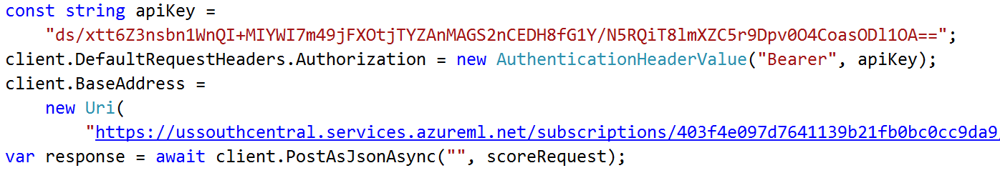 const string apiKey =
"ds/xtt6Z3nsbn1WnQI+MIYWI7m49jFXOtjTYZAnMAGS2nCEDH8fG1Y/N5RQiT8lmXZC5r9Dpv0O4CoasODl1OA==";
client.DefaultRequestHeaders.Authorization = new AuthenticationHeaderValue("Bearer", apiKey);
client.BaseAddress =
new Uri(
"https://ussouthcentral.services.azureml.net/subscriptions/403f4e097d7641139b21fb0bc0cc9da9
var response = await client.PostAsJsonAsync("", scoreRequest);